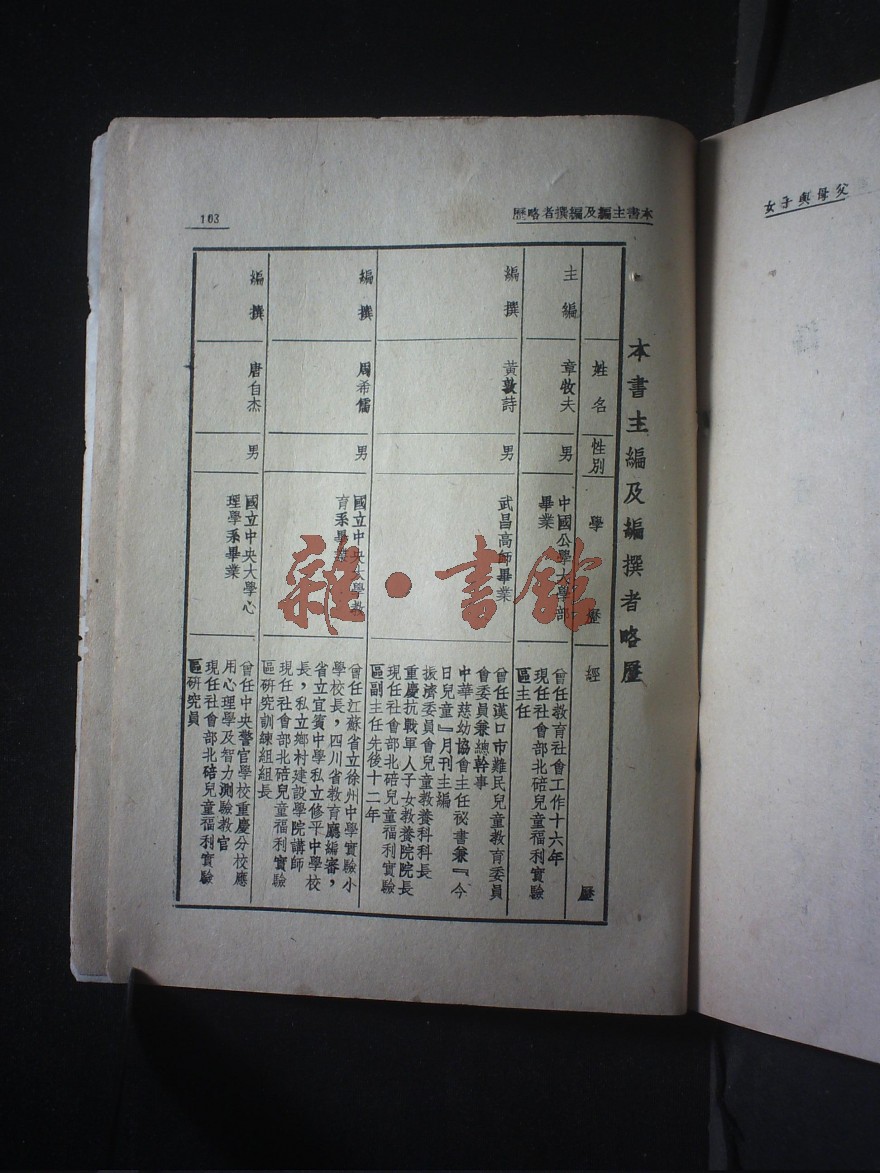 父母與子女
本書主編及編撰者略歷
103
本書主編及編撰者略歷
姓名
性別
學歷
經歷
主編
章牧夫
男
中國公學大學部
畢業
曾任教育社會工作十六年
現任社會部北碚兒童福利實驗
區主任
編撰
黃敦詩
男
武昌高師畢業
曾任漢口市難民兒童教育委員
會委員兼總幹事
中華慈幼協會主任祕書兼『今
日兒童』月刊主編
振濟委員會兒童教養科科長
重慶抗戰軍人子女教養院院長
現任社會部北碚兒童福利實驗
區副主任先後十二年
編撰
周希儒
男
國立中央大學教
育系畢業
曾任江蘇省立徐州中學實驗小
學校長,四川省教育廳編審,
省立宜賓中學私立修平中學校
長,私立鄉村建設學院講師
現任社會部北碚兒童福利實驗
區研究訓練組組長
編撰
唐自杰
男
國立中央大學心
理學系畢業
曾任中央警官學校重慶分校應
用心理學及智力測驗教官
現任社會部北碚兒童福利實驗
區研究員
雜·書館